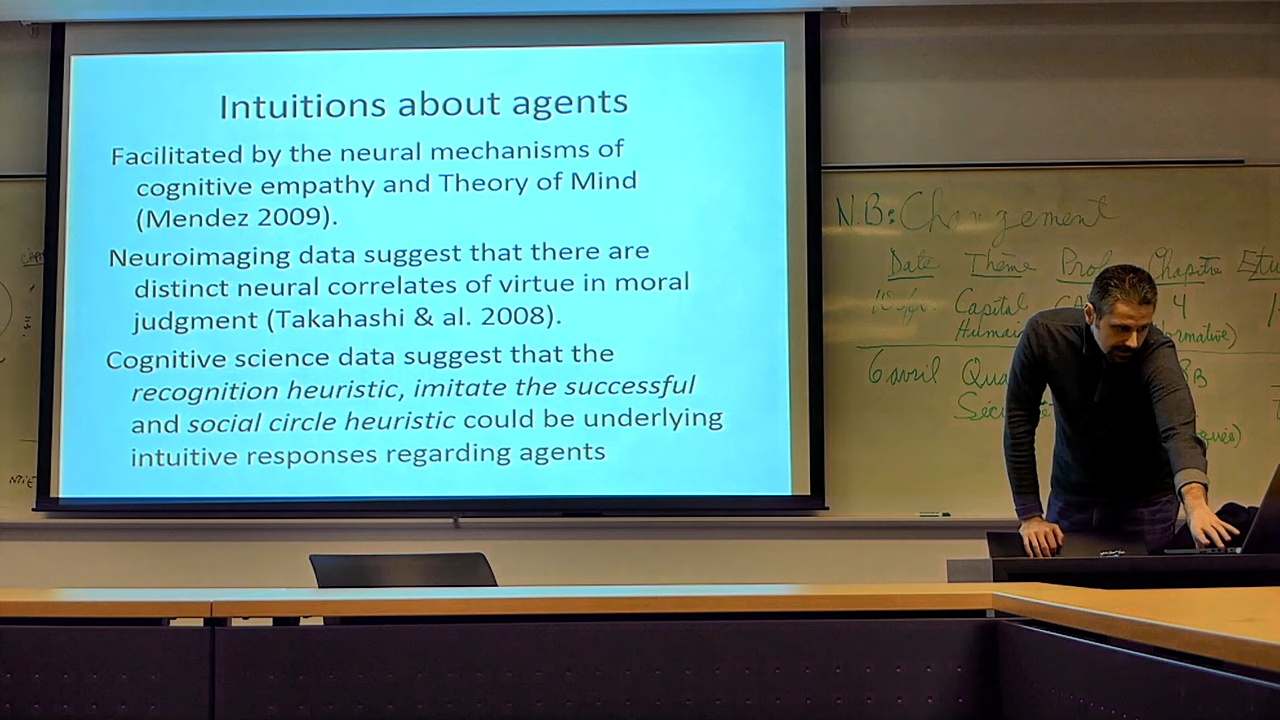 Intuitions about agents
Facilitated by the neural mechanisms of
cognitive empathy and Theory of Mind
(Mendez 2009).
Neuroimaging data suggest that there are
distinct neural correlates of virtue in moral
judgment (Takahashi & al. 2008).
Cognitive science data suggest that the
recognition heuristic, imitate the successful
and social circle heuristic could be underlying
intuitive responses regarding agents
N.B: Changement
Date Thème Prof Chapitre
Capital 4
Humain
6 avril